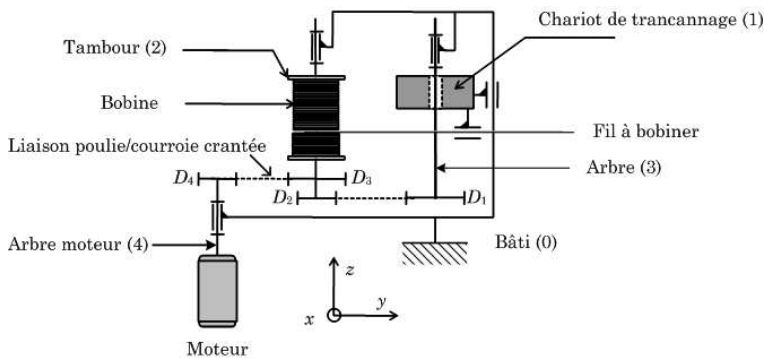 Chariot de trancannage (1)
Tambour (2)
Bobine
Fil à bobiner
Liaison poulie/courroie crantée
Arbre (3)
D4
D3
D2
D1
Arbre moteur (4)
Bâti (0)
z
x
y
Moteur